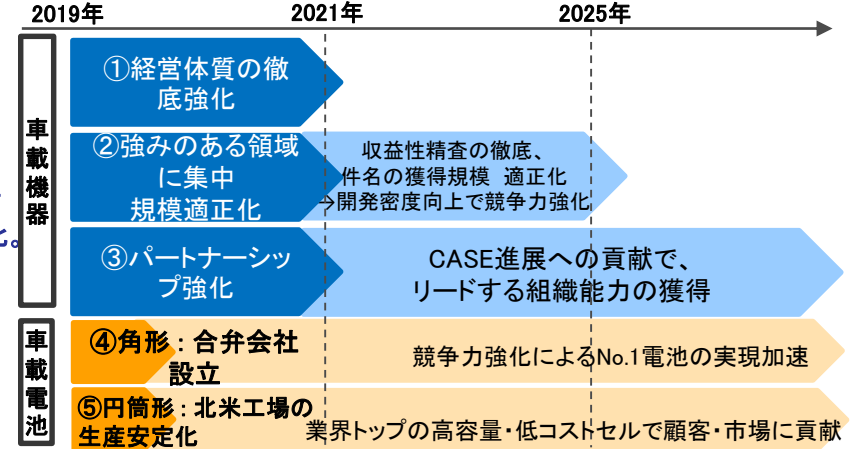 2019年
2021年
2025年
車載機器
①経営体質の徹
底強化
②強みのある領域
に集中
規模適正化
収益性精査の徹底、
件名の獲得規模 適正化
→開発密度向上で競争力強化
③パートナーシッ
プ強化
CASE進展への貢献で、
リードする組織能力の獲得
車載電池
④角形：合弁会社
設立
競争力強化によるNo.1電池の実現加速
⑤円筒形：北米工場の
生産安定化
業界トップの高容量・低コストセルで顧客・市場に貢献